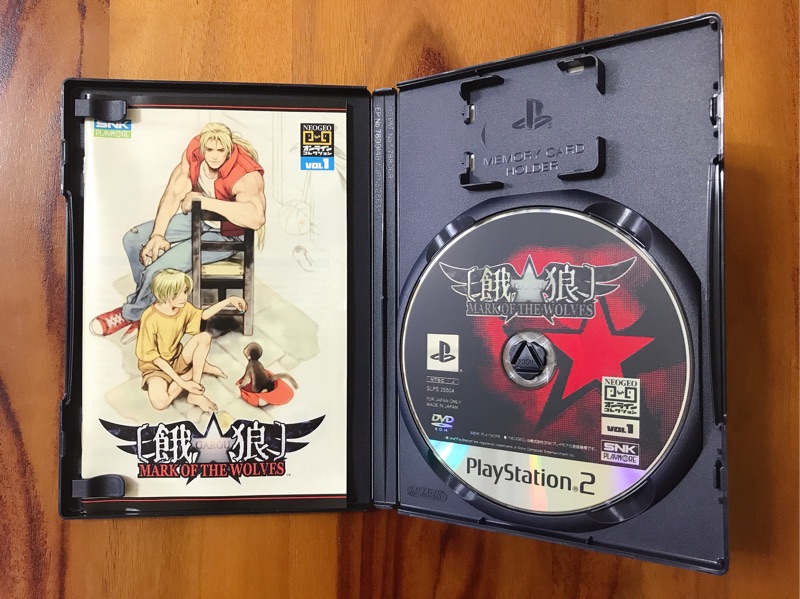 SNK
PLAYMORE
NEOGEO
オンライン
コレクション
VOL 1
[餓狼]
GAROU
MARK OF THE WOLVES
MEMORY CARD
HOLDER
[餓狼]
MARK OF THE WOLVES
NTSC J
FOR JAPAN ONLY
MADE IN JAPAN
DVD
NEOGEO
オンライン
コレクション
VOL 1
SNK
PLAYMORE
PlayStation 2